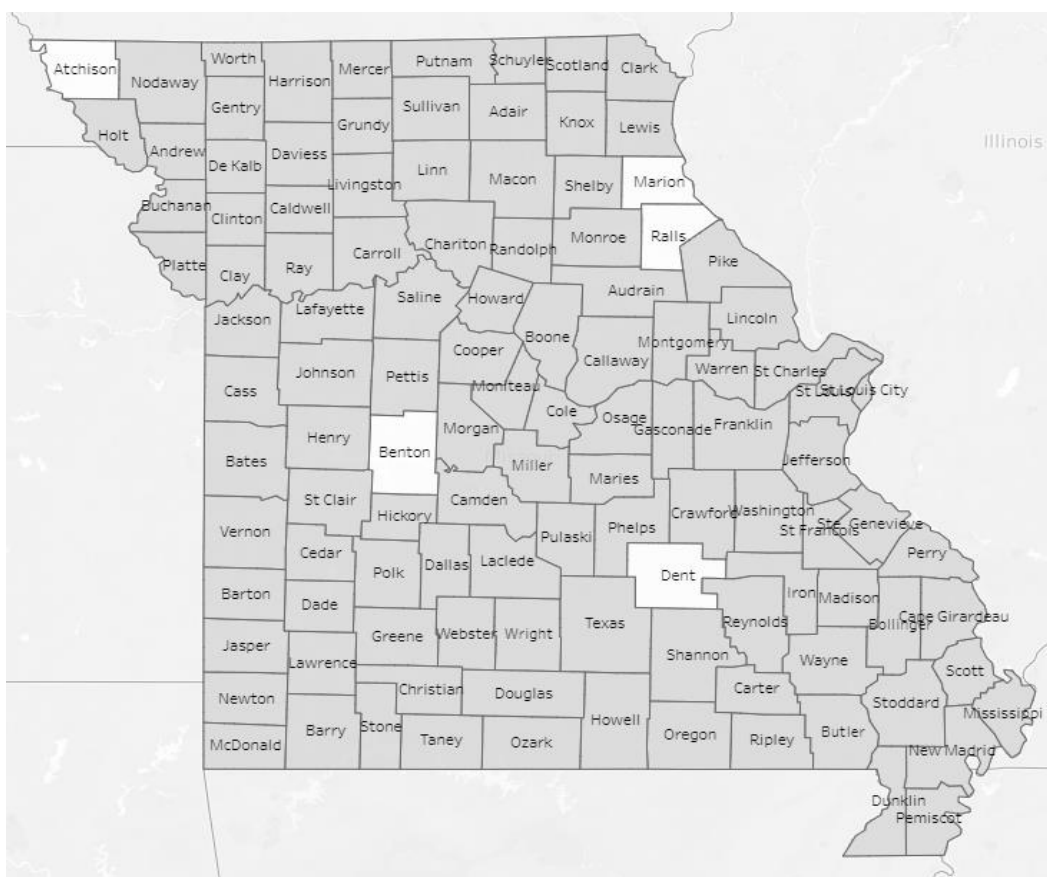 Atchison
Nodaway
Worth
Harrison
Mercer
Putnam
Schuyler
Scotland
Clark
Holt
Andrew
Gentry
De Kalb
Daviess
Grundy
Sullivan
Adair
Knox
Lewis
Illinois
Buchanan
Clinton
Caldwell
Livingston
Linn
Macon
Shelby
Marion
Platte
Clay
Ray
Carroll
Chariton
Randolph
Monroe
Ralls
Pike
Jackson
Lafayette
Saline
Howard
Boone
Audrain
Callaway
Montgomery
Lincoln
Warren
St Charles
St Louis
St Louis City
Cass
Johnson
Pettis
Cooper
Moniteau
Cole
Osage
Gasconade
Franklin
Jefferson
Bates
Henry
Benton
Morgan
Miller
Maries
St Clair
Hickory
Camden
Pulaski
Phelps
Crawford
Washington
St Francois
Ste. Genevieve
Perry
Vernon
Cedar
Polk
Dallas
Laclede
Dent
Iron
Madison
Bollinger
Cape Girardeau
Barton
Dade
Greene
Webster
Wright
Texas
Reynolds
Jasper
Lawrence
Shannon
Wayne
Scott
Mississippi
Newton
Christian
Douglas
Carter
Stoddard
McDonald
Barry
Stone
Taney
Ozark
Howell
Oregon
Ripley
Butler
New Madrid
Dunklin
Pemiscot